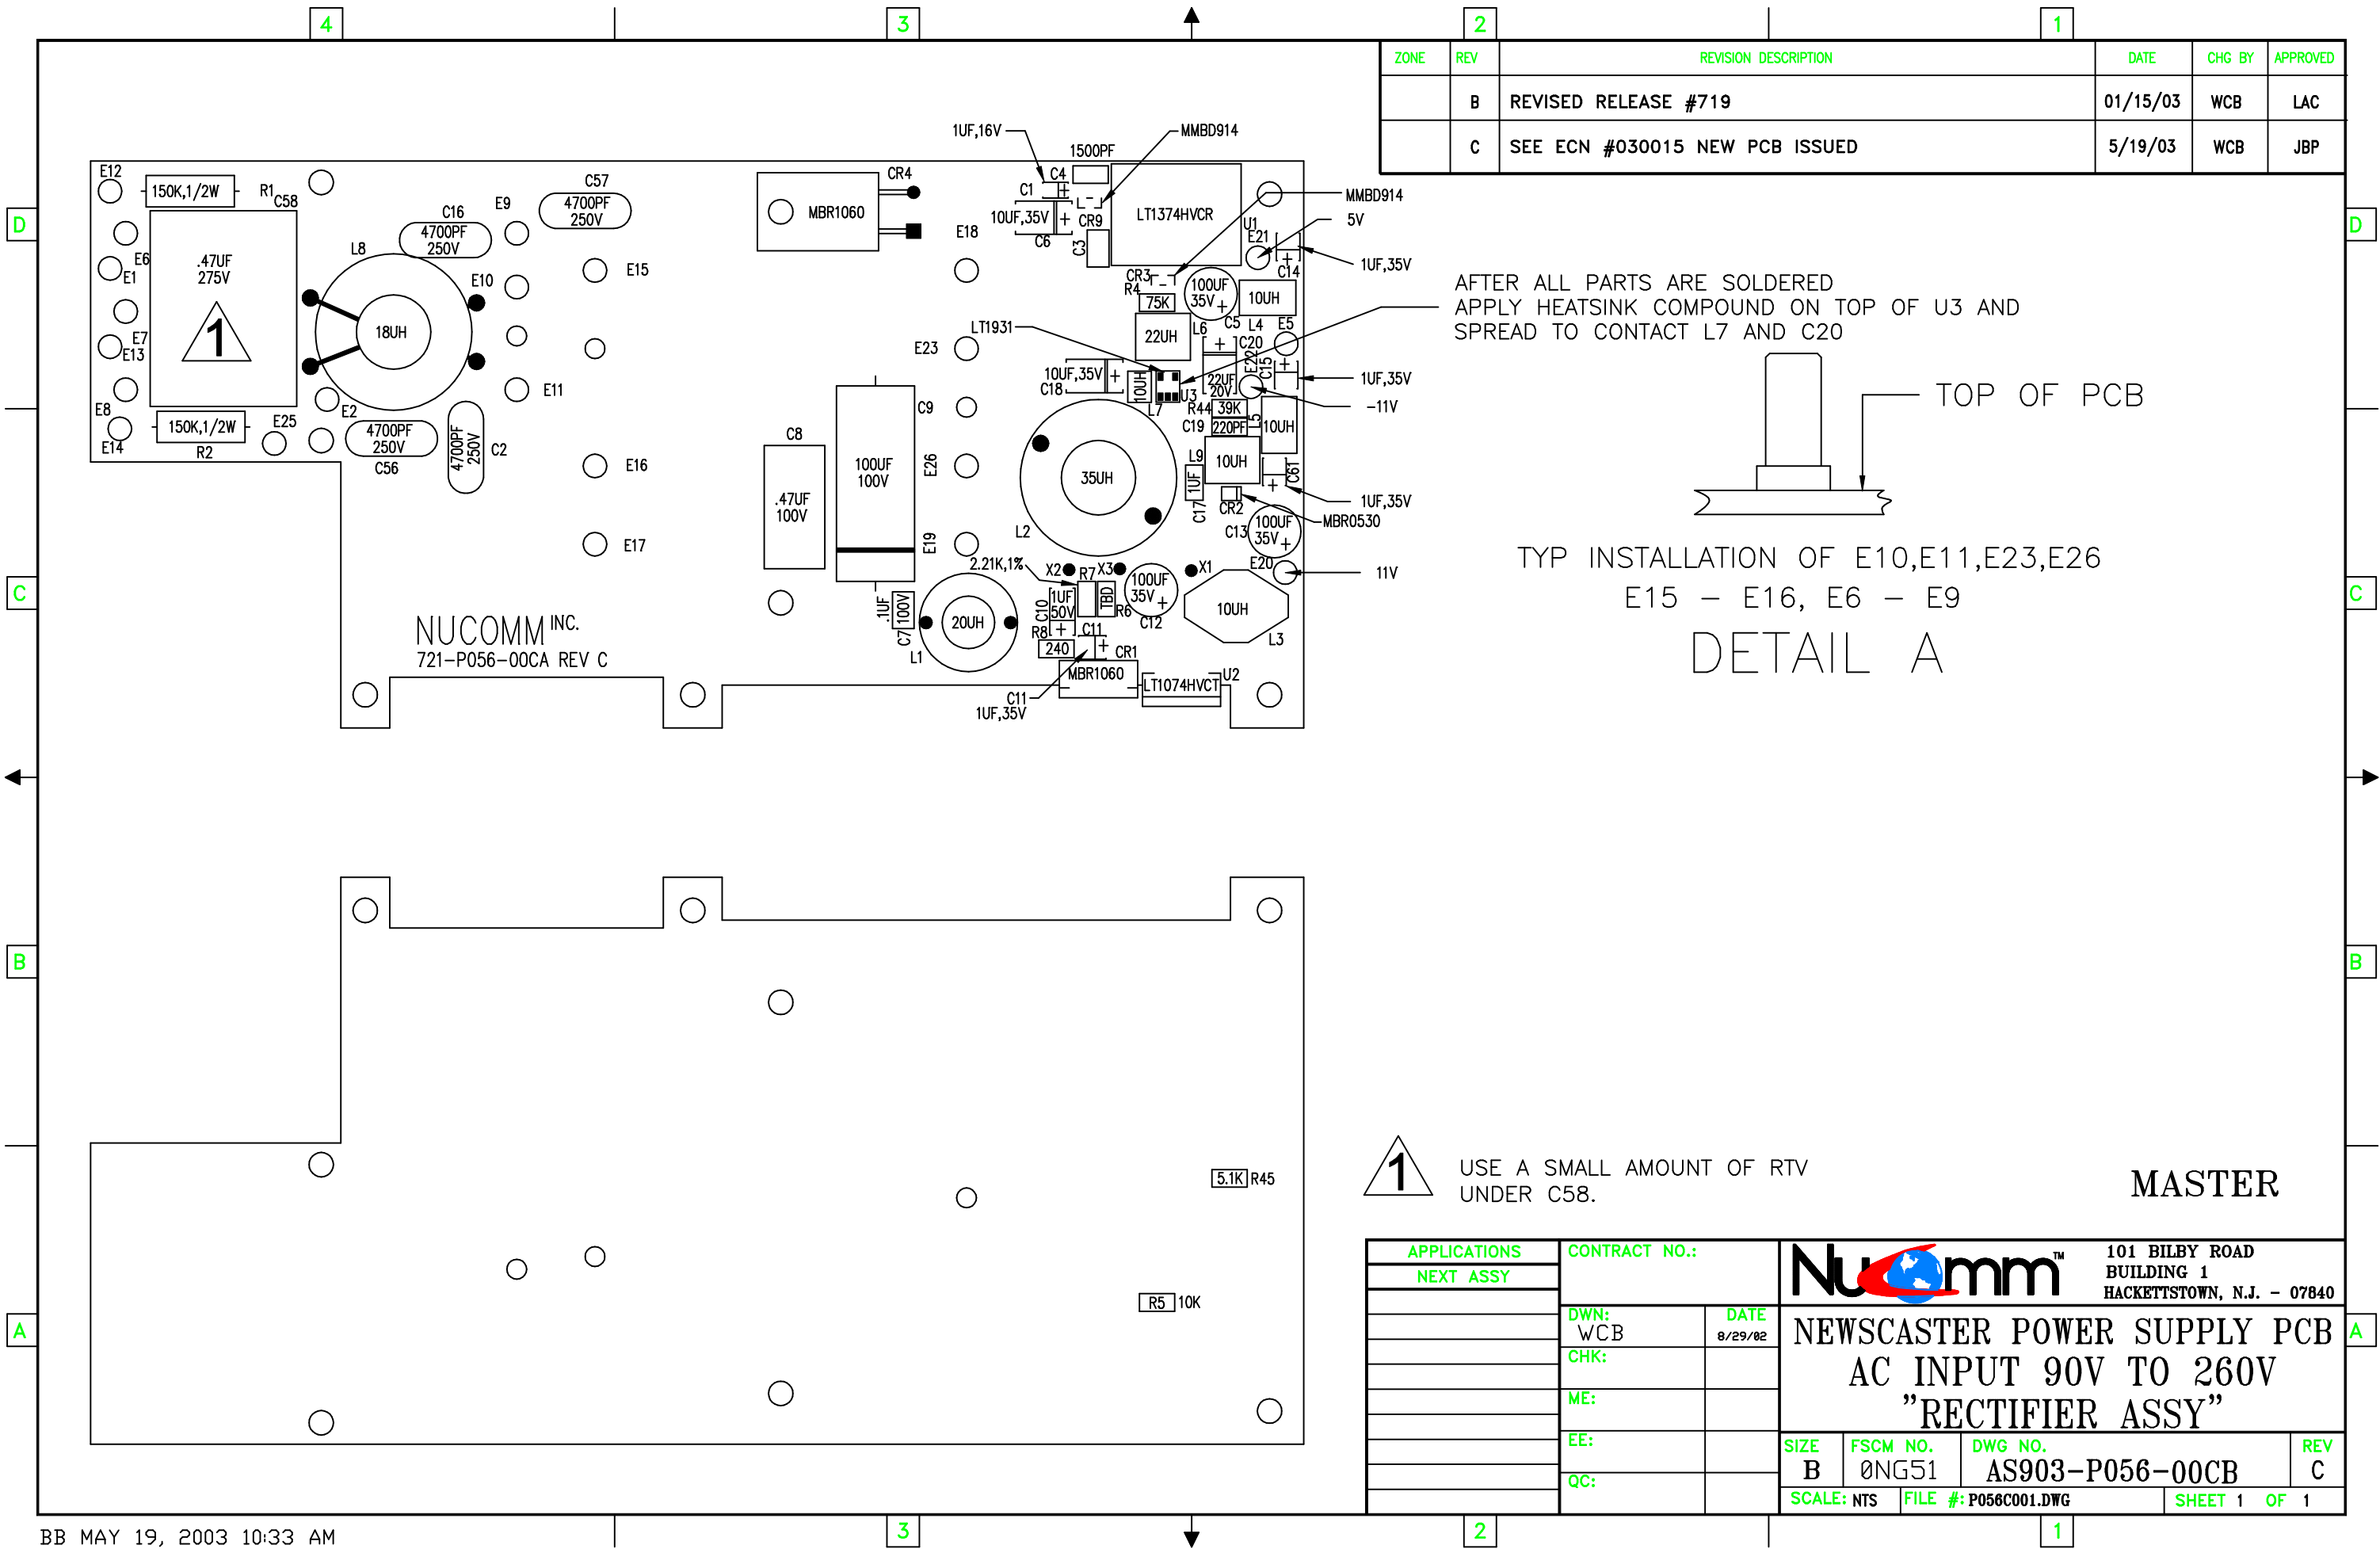 4
3
2
1
ZONE REV REVISION DESCRIPTION DATE CHG BY APPROVED
B REVISED RELEASE #719 01/15/03 WCB LAC
C SEE ECN #030015 NEW PCB ISSUED 5/19/03 WCB JBP
D
D
C
C
B
B
A
A
E12
150K,1/2W
R1
C58
.47UF
275V
1
E6
E1
E7
E13
E8
E14
150K,1/2W
R2
E25
E2
L8
18UH
C16
4700PF
250V
E9
E10
E11
C57
4700PF
250V
4700PF
250V
C56
4700PF
250V
C2
E15
E16
E17
NUCOMM INC.
721-P056-00CA REV C
MBR1060
CR4
E18
E23
C9
E26
E19
C8
.47UF
100V
100UF
100V
.1UF
100V
C7
20UH
L1
35UH
L2
1UF,16V
MMBD914
1500PF
C4
C1
10UF,35V
C6
CR9
C3
LT1374HVCR
U1
E21
MMBD914
5V
C14
1UF,35V
CR3
R4
75K
100UF
35V
C5
10UH
L4
E5
LT1931
22UH
L6
C20
22UF
20V
E22
C15
1UF,35V
-11V
10UF,35V
C18
10UH
L7
U3
R44
39K
C19
220PF
L5
10UH
L9
10UH
C61
1UF,35V
1UF
C17
CR2
MBR0530
C13
100UF
35V
E20
11V
2.21K,1%
X2
R7
X3
X1
1UF
50V
C10
TBD
R6
100UF
35V
C12
10UH
L3
R8
240
C11
CR1
MBR1060
LT1074HVCT
U2
C11
1UF,35V
AFTER ALL PARTS ARE SOLDERED
APPLY HEATSINK COMPOUND ON TOP OF U3 AND
SPREAD TO CONTACT L7 AND C20
TOP OF PCB
TYP INSTALLATION OF E10,E11,E23,E26
E15 - E16, E6 - E9
DETAIL A
5.1K R45
R5 10K
1
USE A SMALL AMOUNT OF RTV
UNDER C58.
MASTER
APPLICATIONS
NEXT ASSY
CONTRACT NO.:
DWN:
WCB
DATE
8/29/02
CHK:
ME:
EE:
QC:
NuComm TM
101 BILBY ROAD
BUILDING 1
HACKETTSTOWN, N.J. - 07840
NEWSCASTER POWER SUPPLY PCB
AC INPUT 90V TO 260V
"RECTIFIER ASSY"
SIZE
B
FSCM NO.
0NG51
DWG NO.
AS903-P056-00CB
REV
C
SCALE: NTS
FILE #: P056C001.DWG
SHEET 1 OF 1
BB MAY 19, 2003 10:33 AM
3
2
1